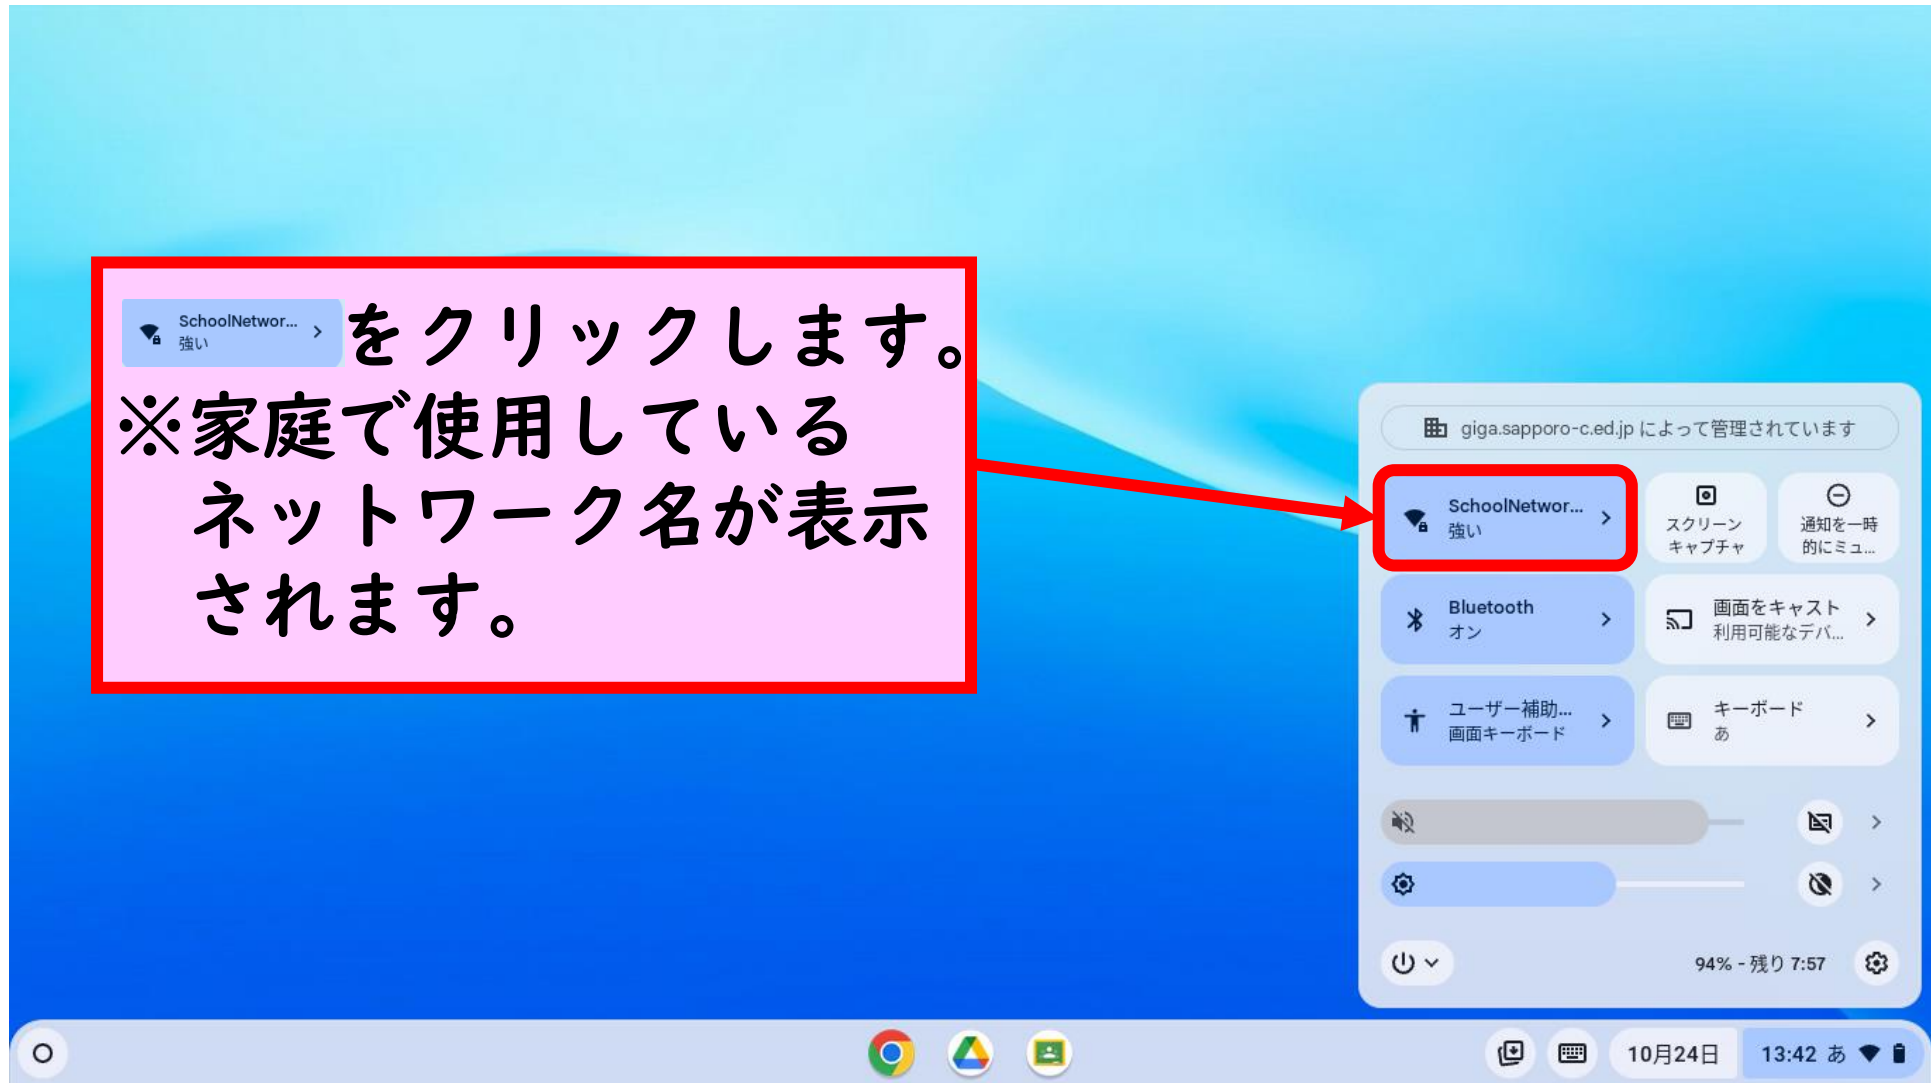 SchoolNetwor...
強い
をクリックします。
※家庭で使用している
ネットワーク名が表示
されます。
giga.sapporo-c.ed.jp によって管理されています
SchoolNetwor...
強い
スクリーン
キャプチャ
通知を一時
的にミュ...
Bluetooth
オン
画面をキャスト
利用可能なデバ...
ユーザー補助...
画面キーボード
キーボード
あ
94% - 残り 7:57
10月24日
13:42 あ